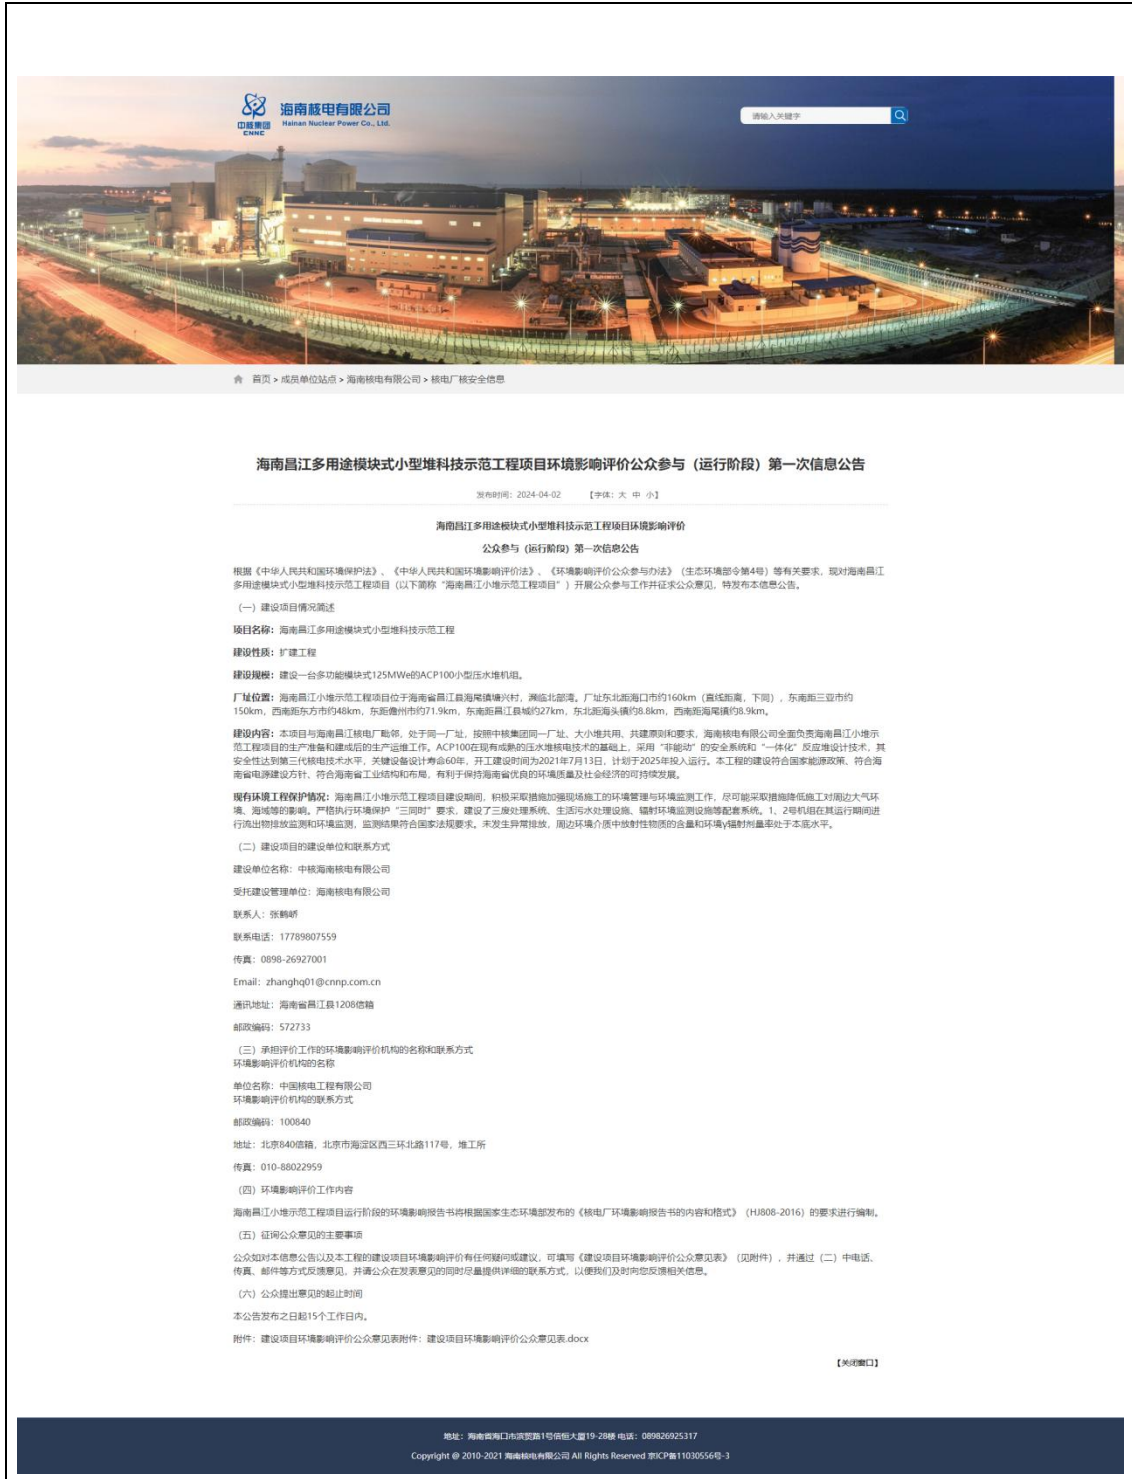 中核集团
CNNC
海南核电有限公司
Hainan Nuclear Power Co., Ltd.
请输入关键字
首页 > 成员单位站点 > 海南核电有限公司 > 核电厂核安全信息
海南昌江多用途模块式小型堆科技示范工程项目环境影响评价公众参与（运行阶段）第一次信息公告
发布时间：2024-04-02 【字体：大 中 小】
海南昌江多用途模块式小型堆科技示范工程项目环境影响评价
公众参与（运行阶段）第一次信息公告
根据《中华人民共和国环境保护法》、《中华人民共和国环境影响评价法》、《环境影响评价公众参与办法》（生态环境部令第4号）等有关要求，现对海南昌江
多用途模块式小型堆科技示范工程项目（以下简称“海南昌江小堆示范工程项目”）开展公众参与工作并征求公众意见，特发布本信息公告。
（一）建设项目情况简述
项目名称：海南昌江多用途模块式小型堆科技示范工程
建设性质：扩建工程
建设规模：建设一台多功能模块式125MWe的ACP100小型压水堆机组。
厂址位置：海南昌江小堆示范工程项目位于海南省昌江县海尾镇塘兴村，濒临北部湾。厂址东北距海口市约160km（直线距离，下同），东南距三亚市约
150km，西南距东方市约48km，东距儋州市约71.9km，东南距昌江县城约27km，东北距海头镇约8.8km，西南距海尾镇约8.9km。
建设内容：本项目与海南昌江核电厂毗邻，处于同一厂址，按照中核集团同一厂址、大小堆共用、共建原则和要求，海南核电有限公司全面负责海南昌江小堆示
范工程项目的生产准备和建成后的生产运维工作。ACP100在现有成熟的压水堆核电技术的基础上，采用“非能动”的安全系统和“一体化”反应堆设计技术，其
安全性达到第三代核电技术水平，关键设备设计寿命60年，开工建设时间为2021年7月13日，计划于2025年投入运行。本工程的建设符合国家能源政策、符合海
南省电源建设方针、符合海南省工业结构和布局，有利于保持海南省优良的环境质量及社会经济的可持续发展。
现有环境工程保护情况：海南昌江小堆示范工程项目建设期间，积极采取措施加强现场施工的环境管理与环境监测工作，尽可能采取措施降低施工对周边大气环
境、海域等的影响。严格执行环境保护“三同时”要求，建设了三废处理系统、生活污水处理设施、辐射环境监测设施等配套系统。1、2号机组在其运行期间进
行流出物排放监测和环境监测，监测结果符合国家法规要求。未发生异常排放，周边环境介质中放射性物质的含量和环境γ辐射剂量率处于本底水平。
（二）建设项目的建设单位和联系方式
建设单位名称：中核海南核电有限公司
受托建设管理单位：海南核电有限公司
联系人：张鹤峤
联系电话：17789807559
传真：0898-26927001
Email：zhanghq01@cnnp.com.cn
通讯地址：海南省昌江县1208信箱
邮政编码：572733
（三）承担评价工作的环境影响评价机构的名称和联系方式
环境影响评价机构的名称
单位名称：中国核电工程有限公司
环境影响评价机构的联系方式
邮政编码：100840
地址：北京840信箱，北京市海淀区西三环北路117号，堆工所
传真：010-88022959
（四）环境影响评价工作内容
海南昌江小堆示范工程项目运行阶段的环境影响报告书将根据国家生态环境部发布的《核电厂环境影响报告书的内容和格式》（HJ808-2016）的要求进行编制。
（五）征询公众意见的主要事项
公众如对本信息公告以及本工程的建设项目环境影响评价有任何疑问或建议，可填写《建设项目环境影响评价公众意见表》（见附件），并通过（二）中电话、
传真、邮件等方式反馈意见，并请公众在发表意见的同时尽量提供详细的联系方式，以便我们及时向您反馈相关信息。
（六）公众提出意见的起止时间
本公告发布之日起15个工作日内。
附件：建设项目环境影响评价公众意见表附件：建设项目环境影响评价公众意见表.docx
【关闭窗口】
地址：海南省海口市滨贸路1号信恒大厦19-28楼 电话：089826925317
Copyright @ 2010-2021 海南核电有限公司 All Rights Reserved 京ICP备11030556号-3